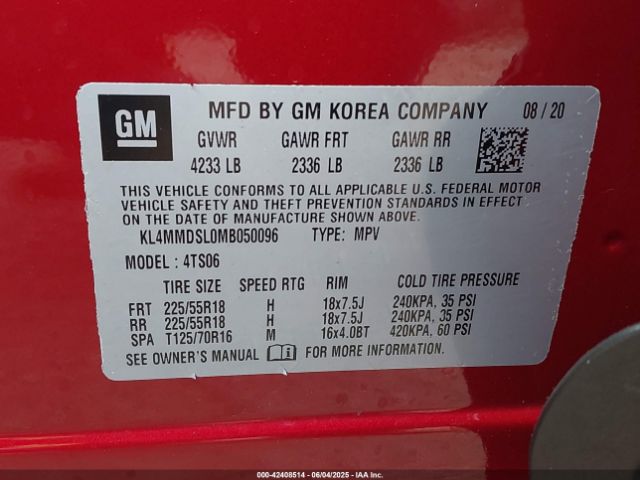 GM
MFD BY GM KOREA COMPANY 08 / 20
GVWR GAWR FRT GAWR RR
4233 LB 2336 LB 2336 LB
THIS VEHICLE CONFORMS TO ALL APPLICABLE U.S. FEDERAL MOTOR
VEHICLE SAFETY AND THEFT PREVENTION STANDARDS IN EFFECT
ON THE DATE OF MANUFACTURE SHOWN ABOVE.
KL4MMDSL0MB050096 TYPE: MPV
MODEL : 4TS06
TIRE SIZE SPEED RTG RIM COLD TIRE PRESSURE
FRT 225/55R18 H 18x7.5J 240KPA, 35 PSI
RR 225/55R18 H 18x7.5J 240KPA, 35 PSI
SPA T125/70R16 M 16x4.0BT 420KPA, 60 PSI
SEE OWNER'S MANUAL i FOR MORE INFORMATION.
000-42408514 | 06/04/2025 - IAA Inc.